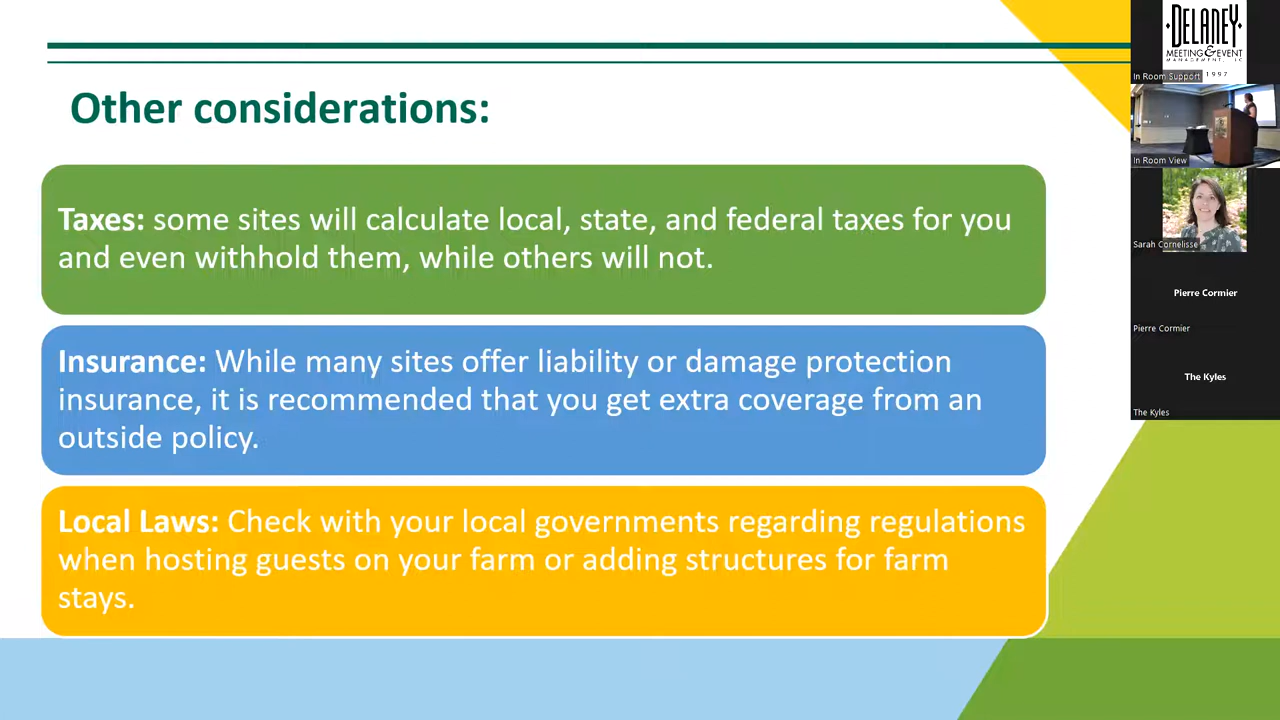 Other considerations:
Taxes: some sites will calculate local, state, and federal taxes for you
and even withhold them, while others will not.
Insurance: While many sites offer liability or damage protection
insurance, it is recommended that you get extra coverage from an
outside policy.
Local Laws: Check with your local governments regarding regulations
when hosting guests on your farm or adding structures for farm
stays.
DELANEY
MEETING & EVENT
In Room Support
1997
In Room View
Sarah Cornelisse
Pierre Cormier
Pierre Cormier
The Kyles
The Kyles